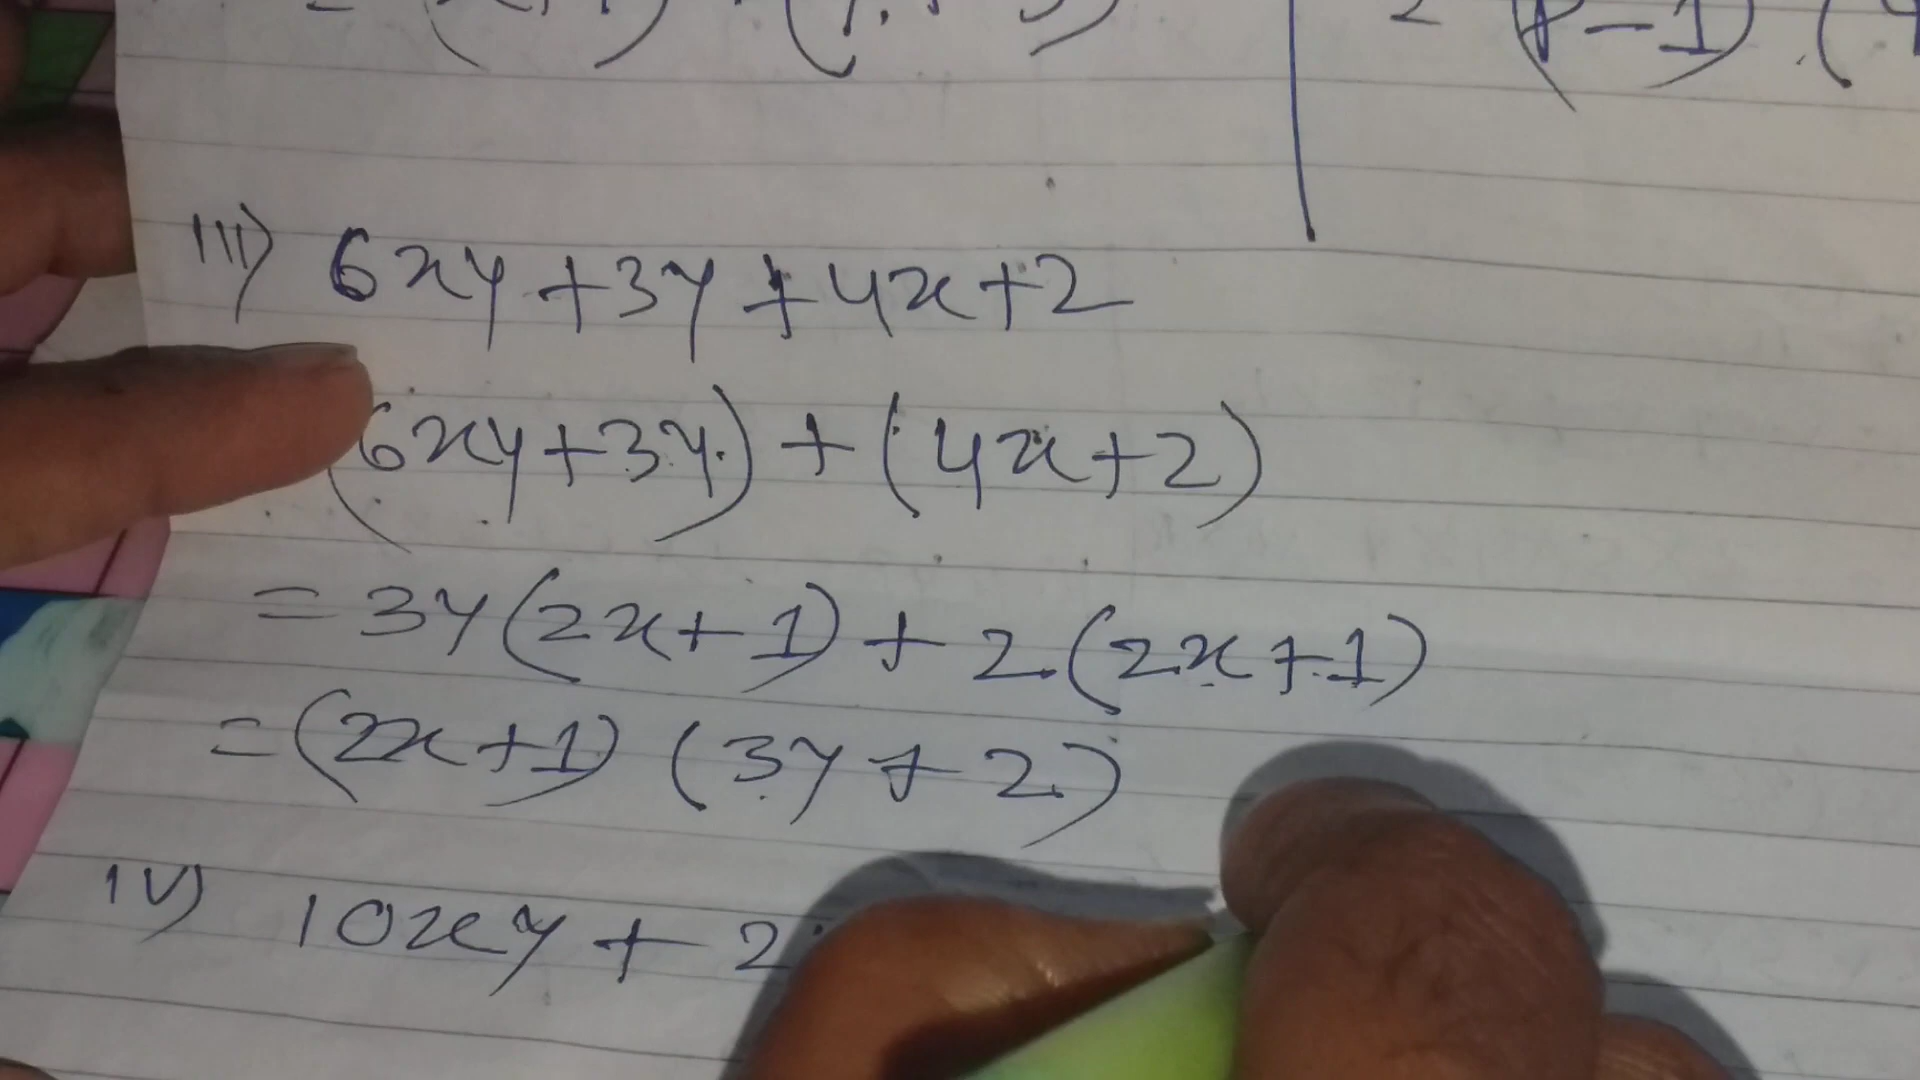 (P-1) (
III) 6xy+3y+4x+2
(6xy+3y)+(4x+2)
=3y(2x+1)+2(2x+1)
=(2x+1) (3y+2)
IV) 10xy+2